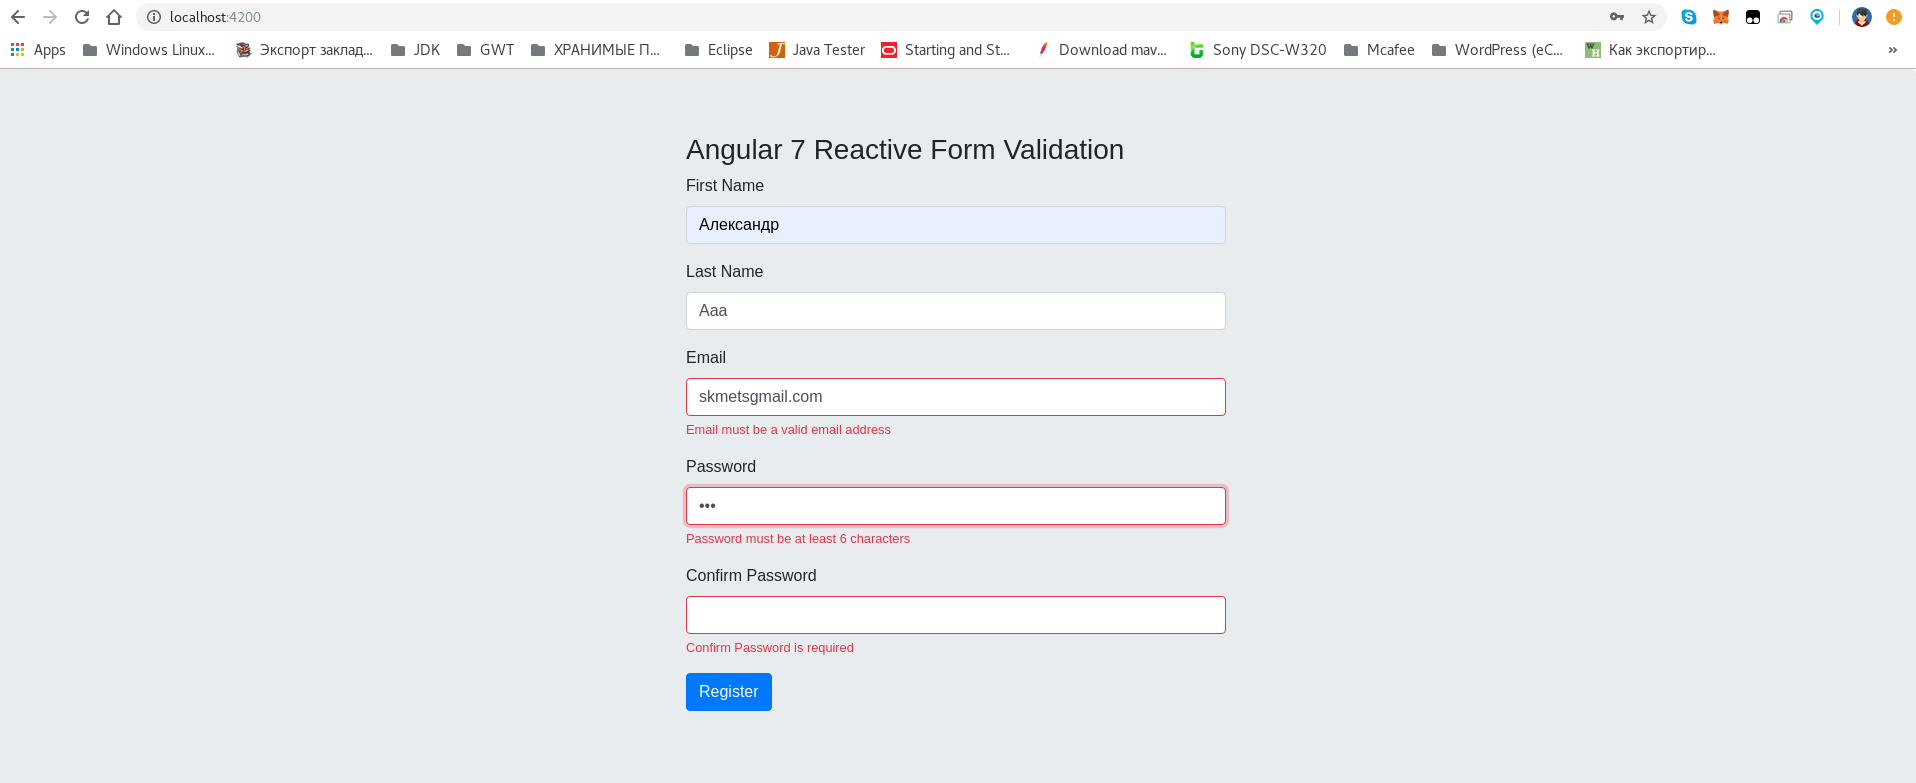 localhost:4200
Apps Windows Linux... Экспорт заклад... JDK GWT ХРАНИМЫЕ П... Eclipse Java Tester Starting and St... Download mav... Sony DSC-W320 Mcafee WordPress (eC... Как экспортир... »
Angular 7 Reactive Form Validation
First Name
Александр
Last Name
Aaa
Email
skmetsgmail.com
Email must be a valid email address
Password
•••
Password must be at least 6 characters
Confirm Password
Confirm Password is required
Register